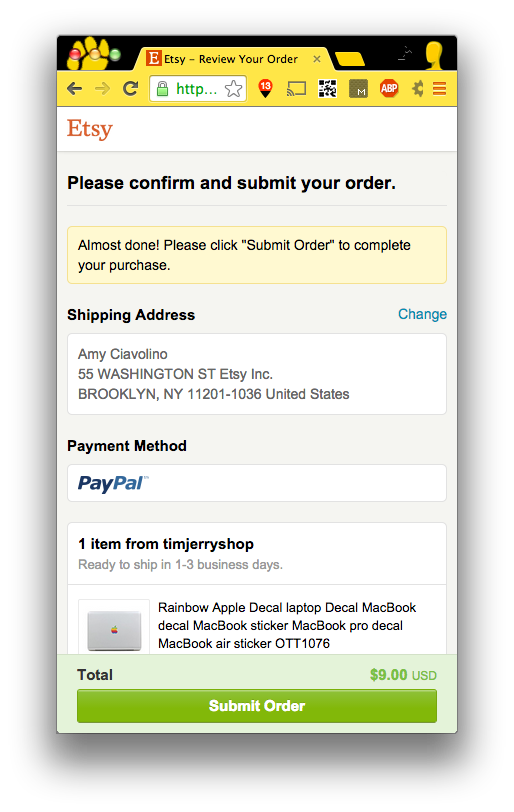 Etsy - Review Your Order
http...
13
M
ABP
Etsy
Please confirm and submit your order.
Almost done! Please click "Submit Order" to complete
your purchase.
Shipping Address
Change
Amy Ciavolino
55 WASHINGTON ST Etsy Inc.
BROOKLYN, NY 11201-1036 United States
Payment Method
PayPal™
1 item from timjerryshop
Ready to ship in 1-3 business days.
Rainbow Apple Decal laptop Decal MacBook
decal MacBook sticker MacBook pro decal
MacBook air sticker OTT1076
Total
$9.00 USD
Submit Order